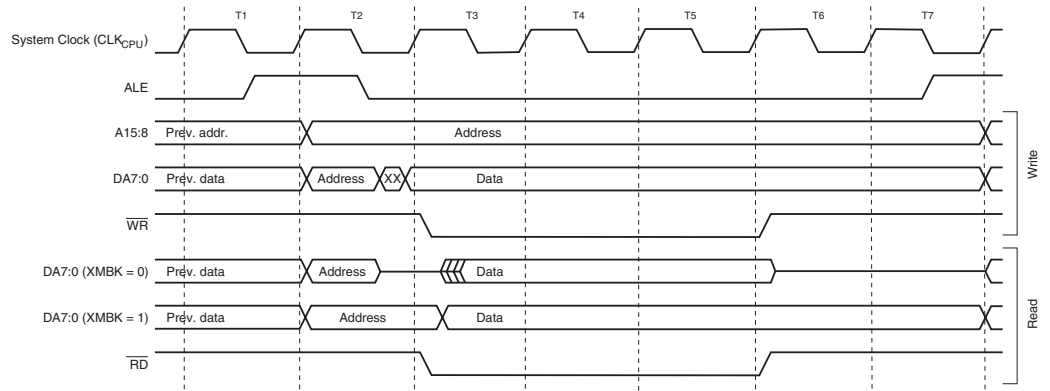 T1 T2 T3 T4 T5 T6 T7
System Clock (CLKCPU)
ALE
A15:8 Prev. addr. Address
DA7:0 Prev. data Address XX Data
WR
Write
DA7:0 (XMBK = 0) Prev. data Address Data
DA7:0 (XMBK = 1) Prev. data Address Data
RD
Read